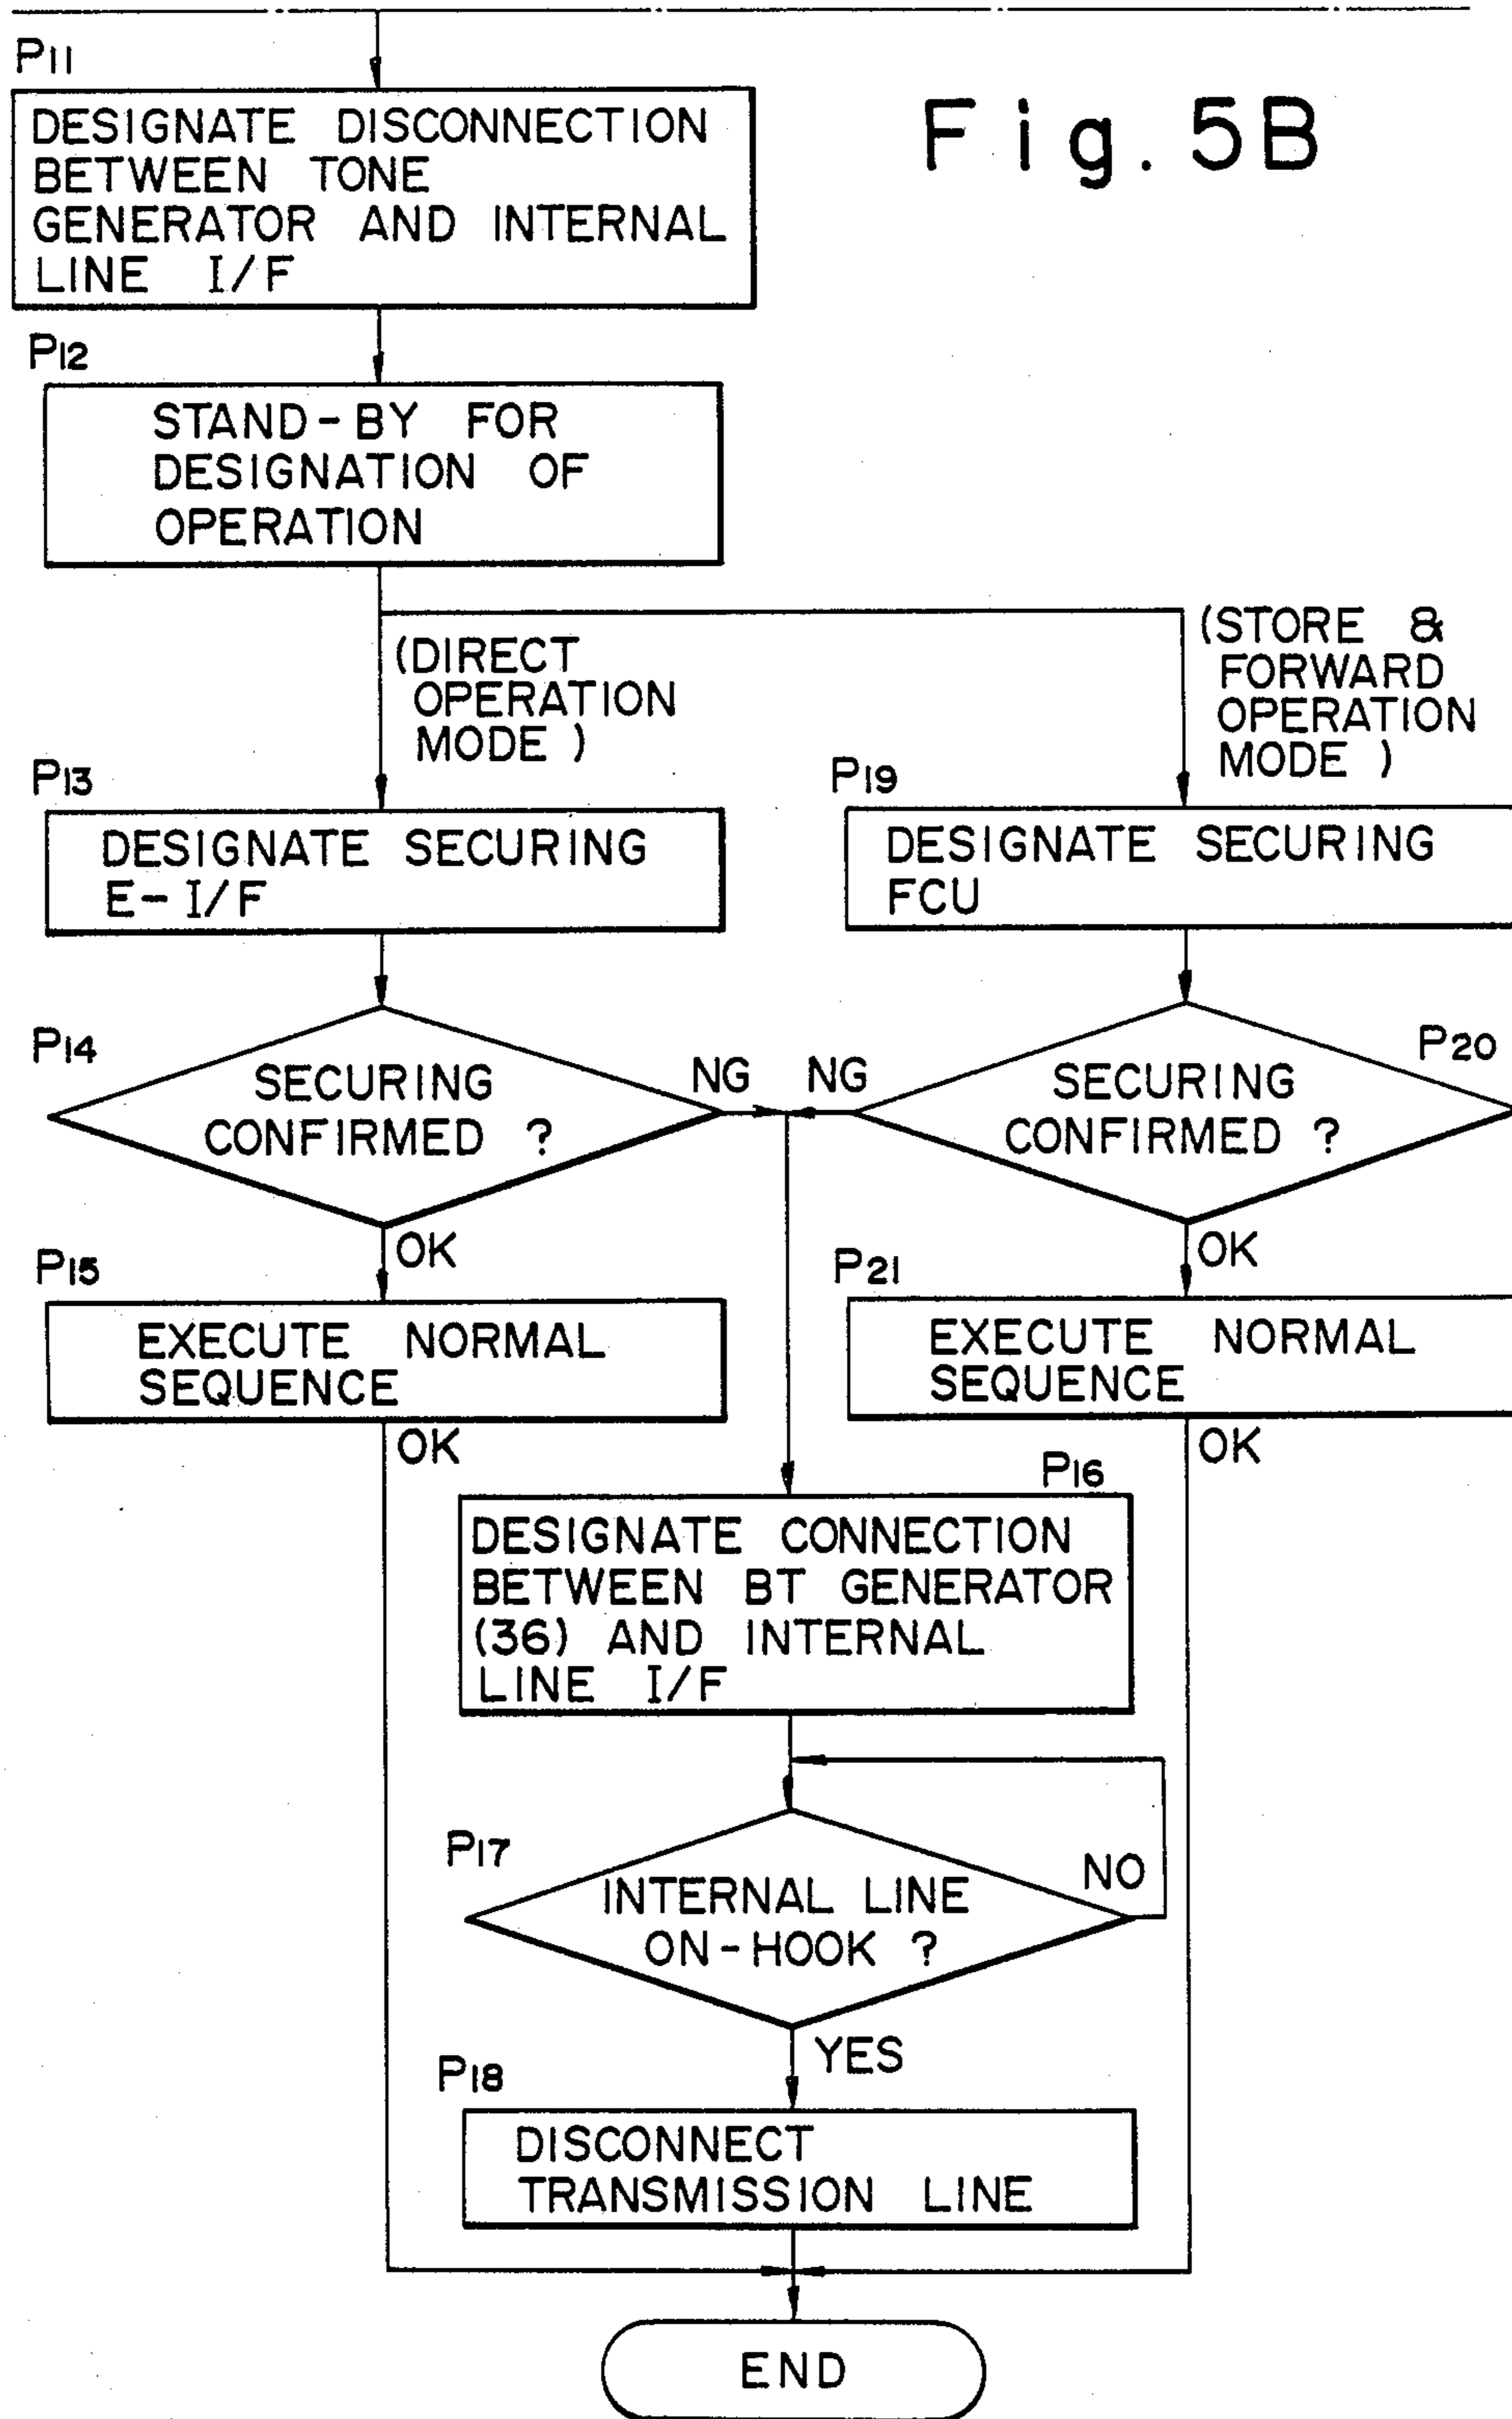 Fig. 5B
P11
DESIGNATE DISCONNECTION
BETWEEN TONE
GENERATOR AND INTERNAL
LINE I/F
P12
STAND-BY FOR
DESIGNATION OF
OPERATION
(DIRECT
OPERATION
MODE )
(STORE &
FORWARD
OPERATION
MODE )
P13
DESIGNATE SECURING
E-I/F
P19
DESIGNATE SECURING
FCU
P14
SECURING
CONFIRMED ?
NG
NG
P20
SECURING
CONFIRMED ?
OK
OK
P15
EXECUTE NORMAL
SEQUENCE
OK
P21
EXECUTE NORMAL
SEQUENCE
OK
P16
DESIGNATE CONNECTION
BETWEEN BT GENERATOR
(36) AND INTERNAL
LINE I/F
P17
INTERNAL LINE
ON-HOOK ?
NO
YES
P18
DISCONNECT
TRANSMISSION LINE
END